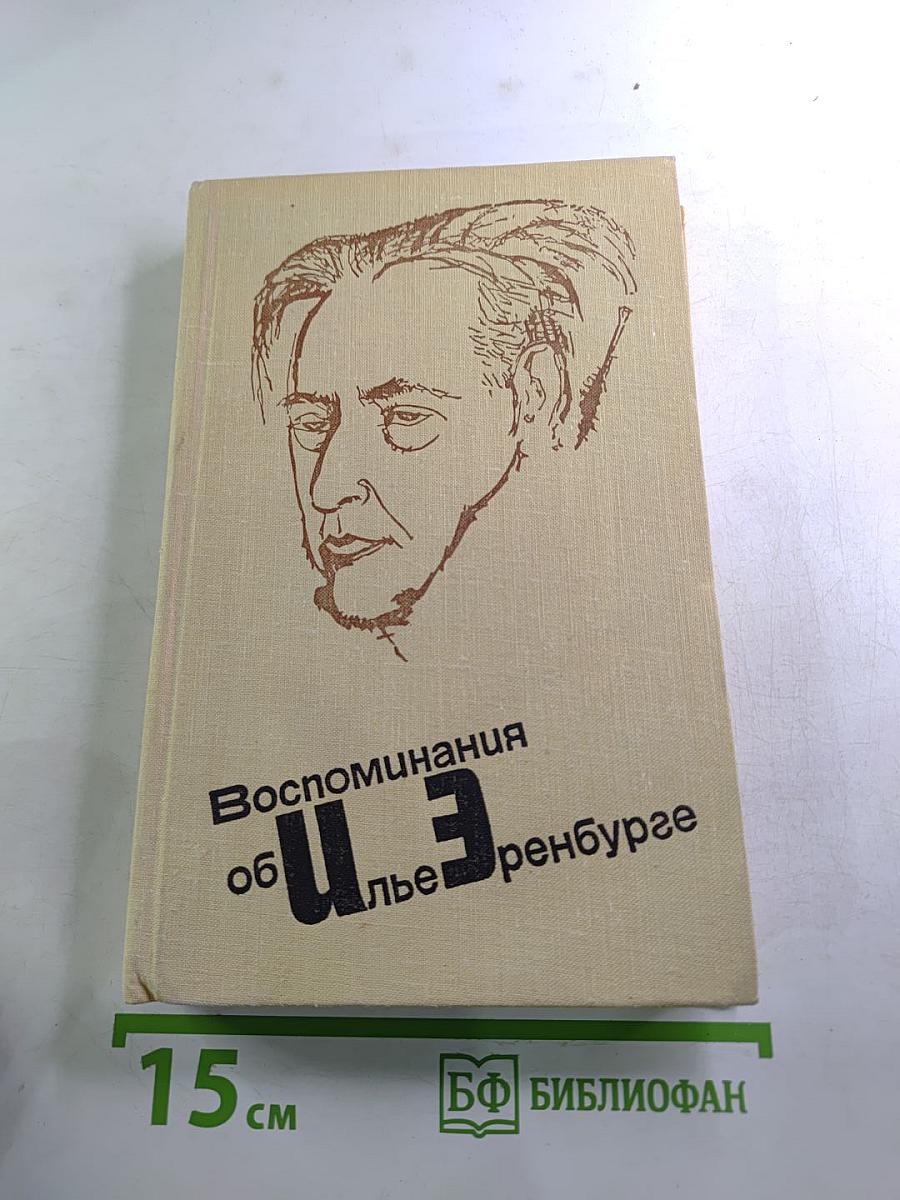 Воспоминания
об Илье Эренбурге
15 см
БФ БИБЛИОФАН